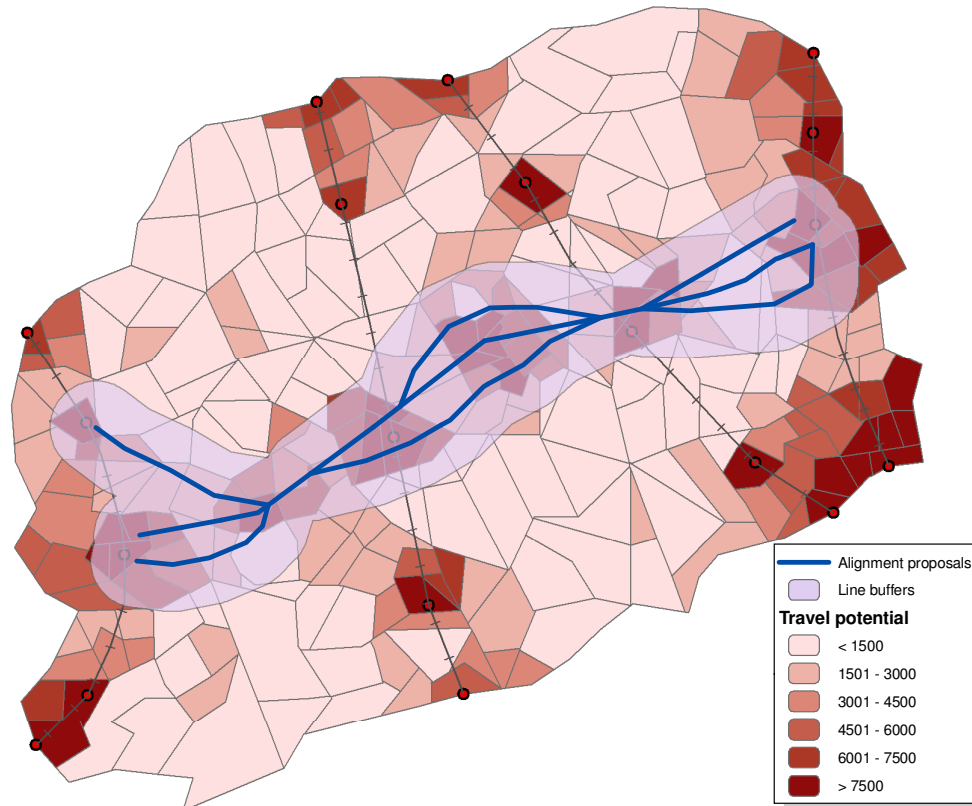 Alignment proposals
Line buffers
Travel potential
< 1500
1501 - 3000
3001 - 4500
4501 - 6000
6001 - 7500
> 7500